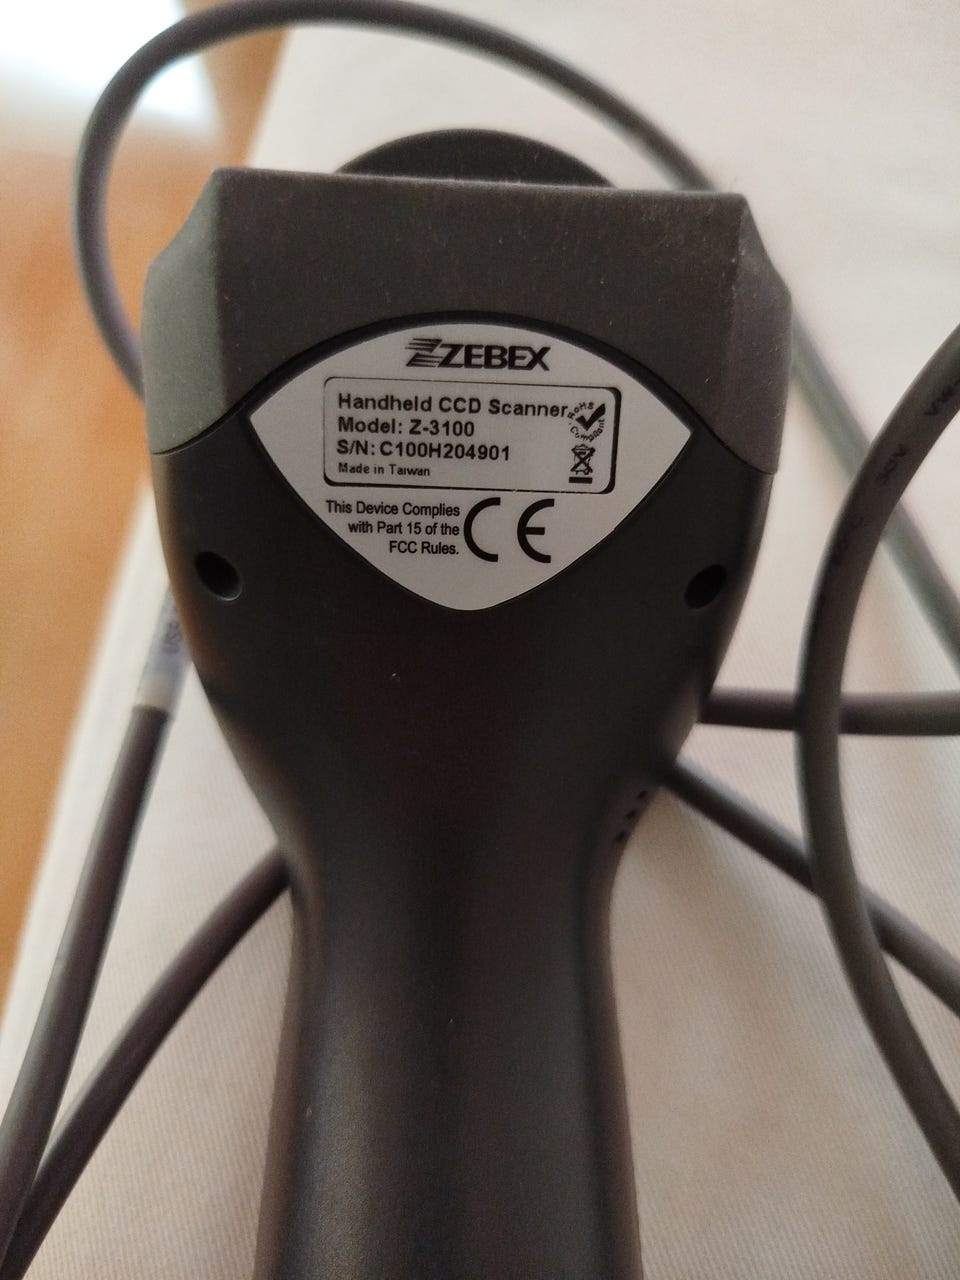 ZEBEX
Handheld CCD Scanner
RoHS
Compliant
Model: Z-3100
S/N: C100H204901
Made in Taiwan
This Device Complies
with Part 15 of the
FCC Rules.
CE
USB